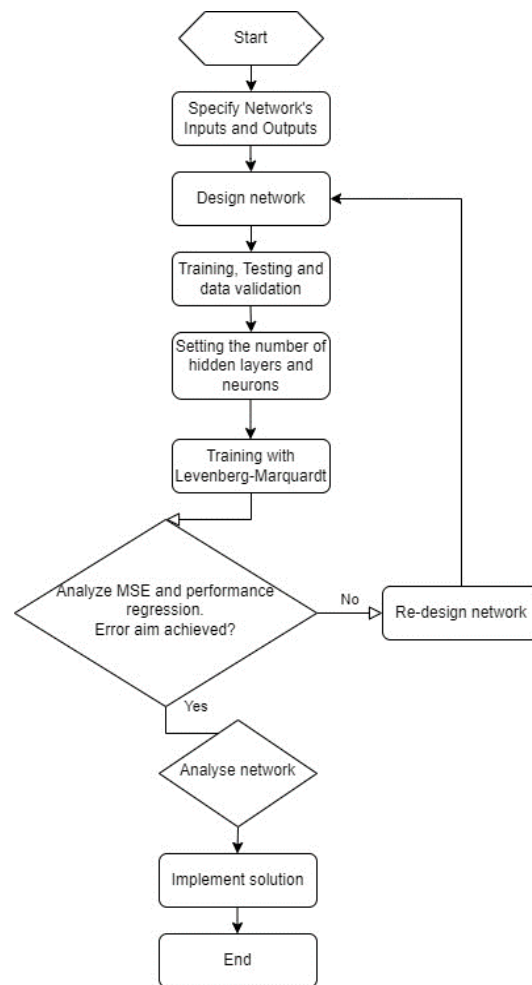 Start
Specify Network's
Inputs and Outputs
Design network
Training, Testing and
data validation
Setting the number of
hidden layers and
neurons
Training with
Levenberg-Marquardt
Analyze MSE and performance
regression.
Error aim achieved?
No
Re-design network
Yes
Analyse network
Implement solution
End